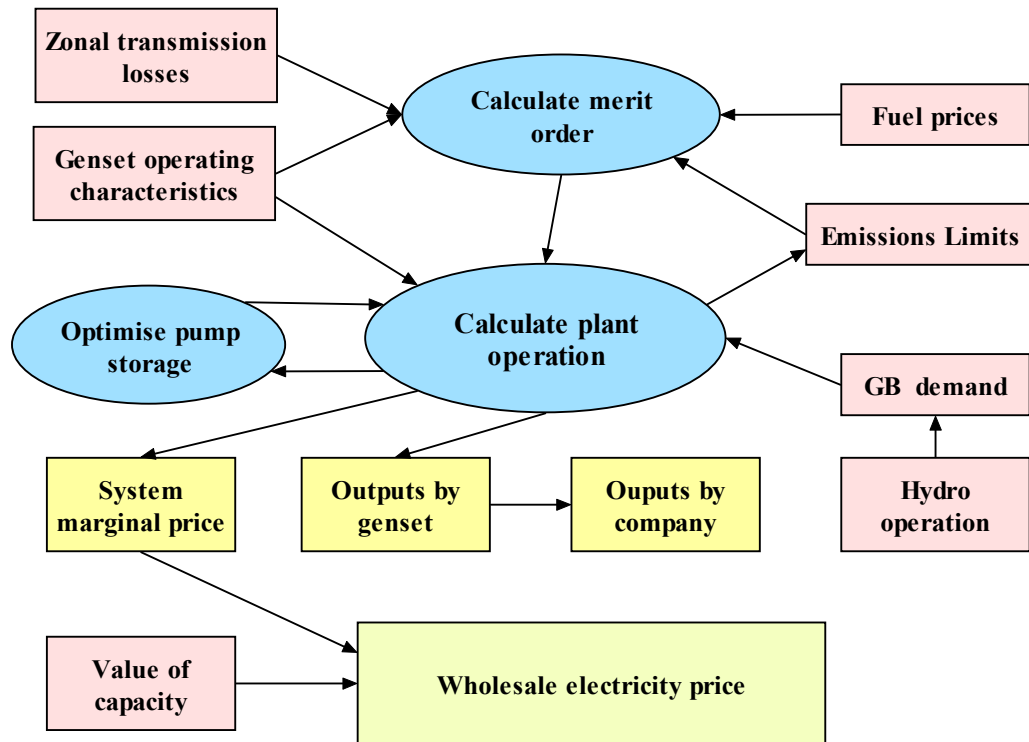 Zonal transmission
losses
Calculate merit
order
Fuel prices
Genset operating
characteristics
Emissions Limits
Optimise pump
storage
Calculate plant
operation
GB demand
System
marginal price
Outputs by
genset
Ouputs by
company
Hydro
operation
Value of
capacity
Wholesale electricity price